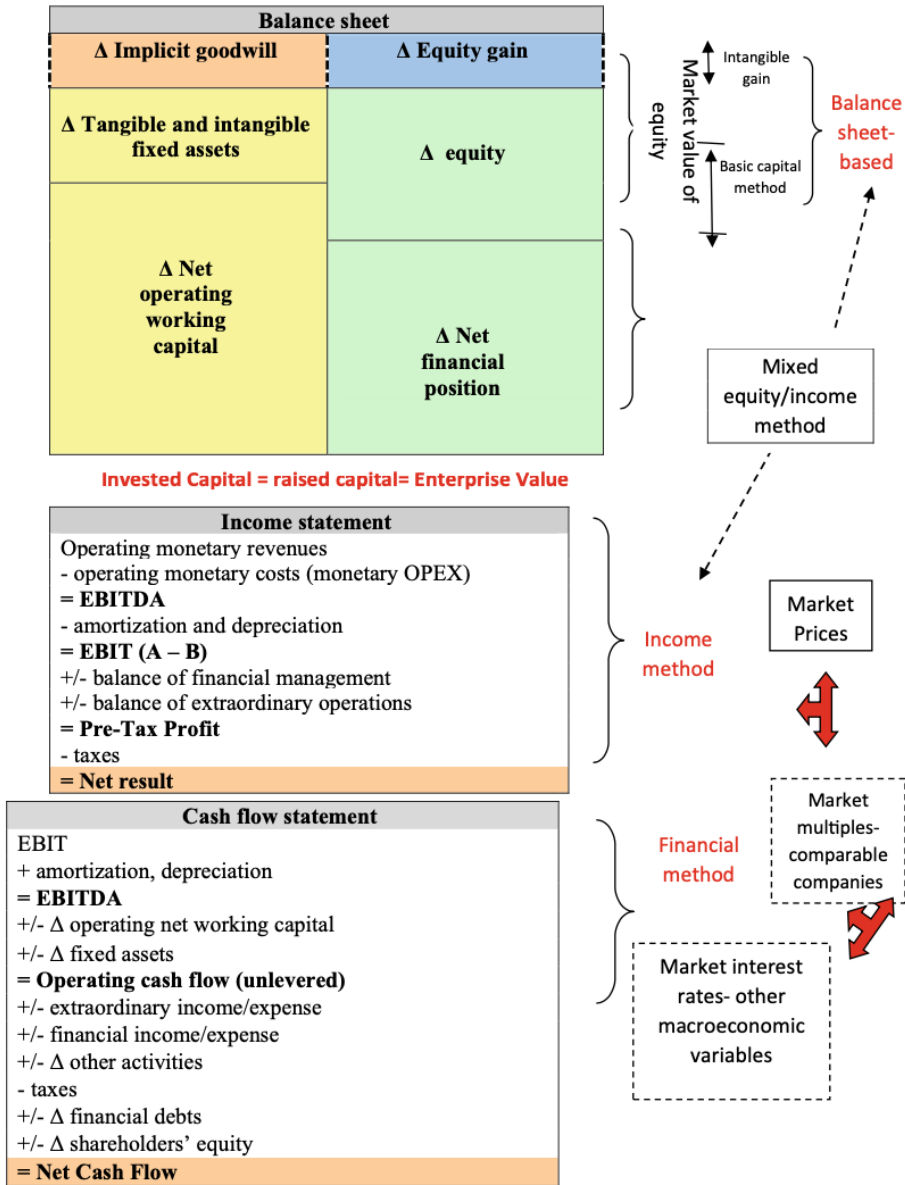 Balance sheet
Δ Implicit goodwill
Δ Equity gain
Δ Tangible and intangible
fixed assets
Δ equity
Δ Net
operating
working
capital
Δ Net
financial
position
Market value of
equity
Intangible
gain
Basic capital
method
Balance
sheet-
based
Mixed
equity/income
method
Invested Capital = raised capital= Enterprise Value
Income statement
Operating monetary revenues
- operating monetary costs (monetary OPEX)
= EBITDA
- amortization and depreciation
= EBIT (A – B)
+/- balance of financial management
+/- balance of extraordinary operations
= Pre-Tax Profit
- taxes
= Net result
Income
method
Market
Prices
Cash flow statement
EBIT
+ amortization, depreciation
= EBITDA
+/- Δ operating net working capital
+/- Δ fixed assets
= Operating cash flow (unlevered)
+/- extraordinary income/expense
+/- financial income/expense
+/- Δ other activities
- taxes
+/- Δ financial debts
+/- Δ shareholders’ equity
= Net Cash Flow
Financial
method
Market
multiples-
comparable
companies
Market interest
rates- other
macroeconomic
variables